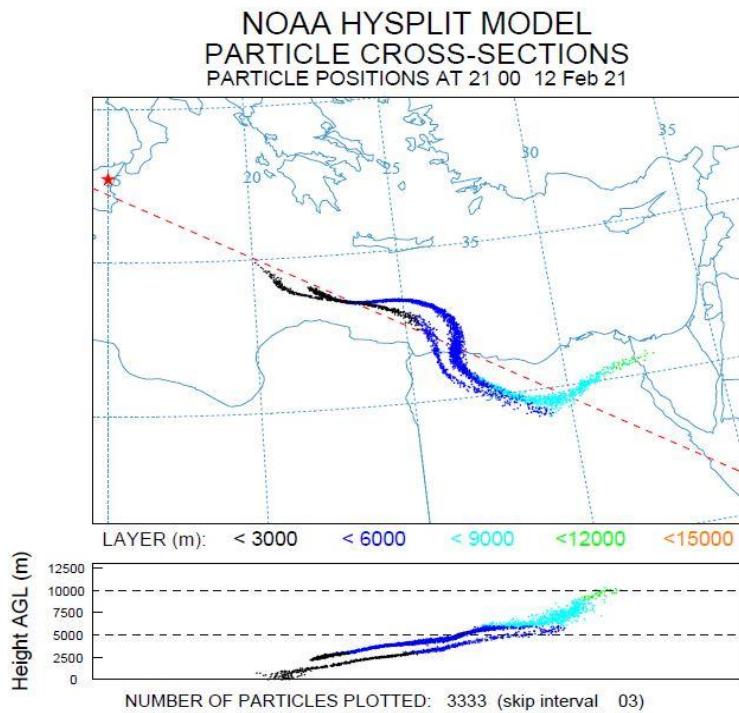 NOAA HYSPLIT MODEL
PARTICLE CROSS-SECTIONS
PARTICLE POSITIONS AT 21 00 12 Feb 21
35
30
25
20
35
LAYER (m): < 3000 < 6000 < 9000 <12000 <15000
Height AGL (m)
12500
10000
7500
5000
2500
0
NUMBER OF PARTICLES PLOTTED: 3333 (skip interval 03)